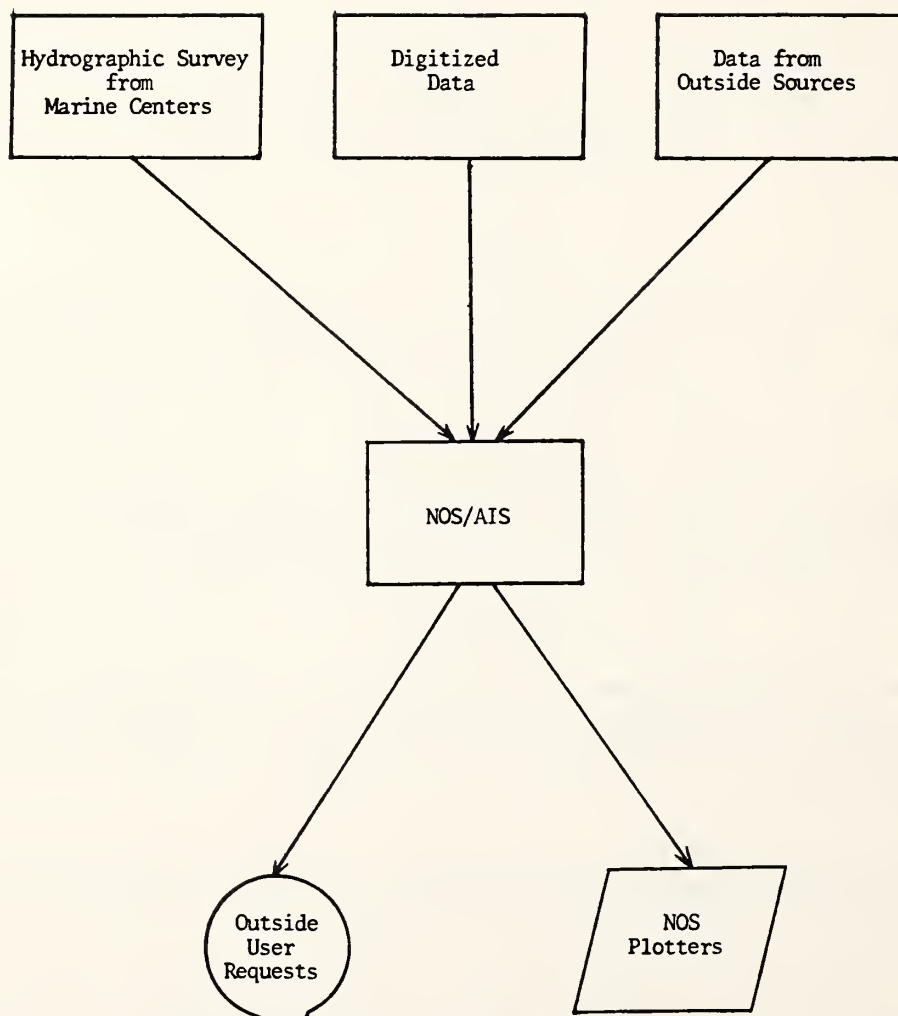 Hydrographic Survey
from
Marine Centers
Digitized
Data
Data from
Outside Sources
NOS/AIS
Outside
User
Requests
NOS
Plotters